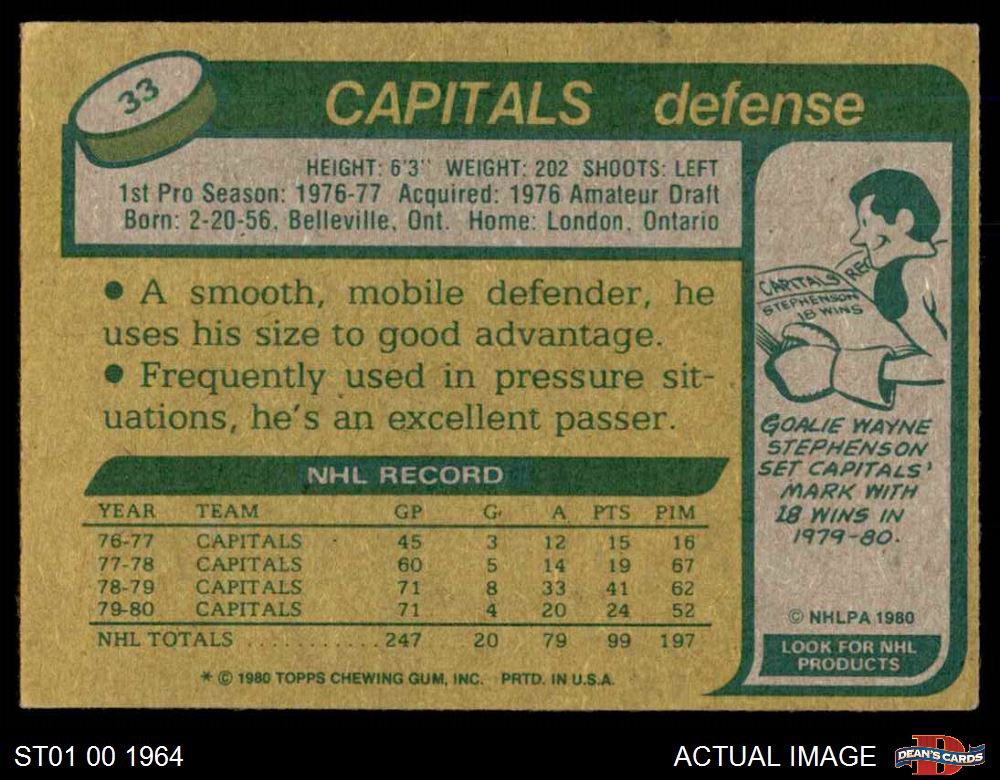 33
CAPITALS defense
HEIGHT: 6'3" WEIGHT: 202 SHOOTS: LEFT
1st Pro Season: 1976-77 Acquired: 1976 Amateur Draft
Born: 2-20-56, Belleville, Ont. Home: London, Ontario
● A smooth, mobile defender, he
uses his size to good advantage.
● Frequently used in pressure sit-
uations, he's an excellent passer.
NHL RECORD
YEAR TEAM GP G A PTS PIM
76-77 CAPITALS 45 3 12 15 16
77-78 CAPITALS 60 5 14 19 67
78-79 CAPITALS 71 8 33 41 62
79-80 CAPITALS 71 4 20 24 52
NHL TOTALS ............ 247 20 79 99 197
* © 1980 TOPPS CHEWING GUM, INC. PRTD. IN U.S.A.
CAPITALS REC
STEPHENSON
18 WINS
GOALIE WAYNE
STEPHENSON
SET CAPITALS'
MARK WITH
18 WINS IN
1979-80.
© NHLPA 1980
LOOK FOR NHL
PRODUCTS
ST01 00 1964
ACTUAL IMAGE
D
DEAN'S CARDS